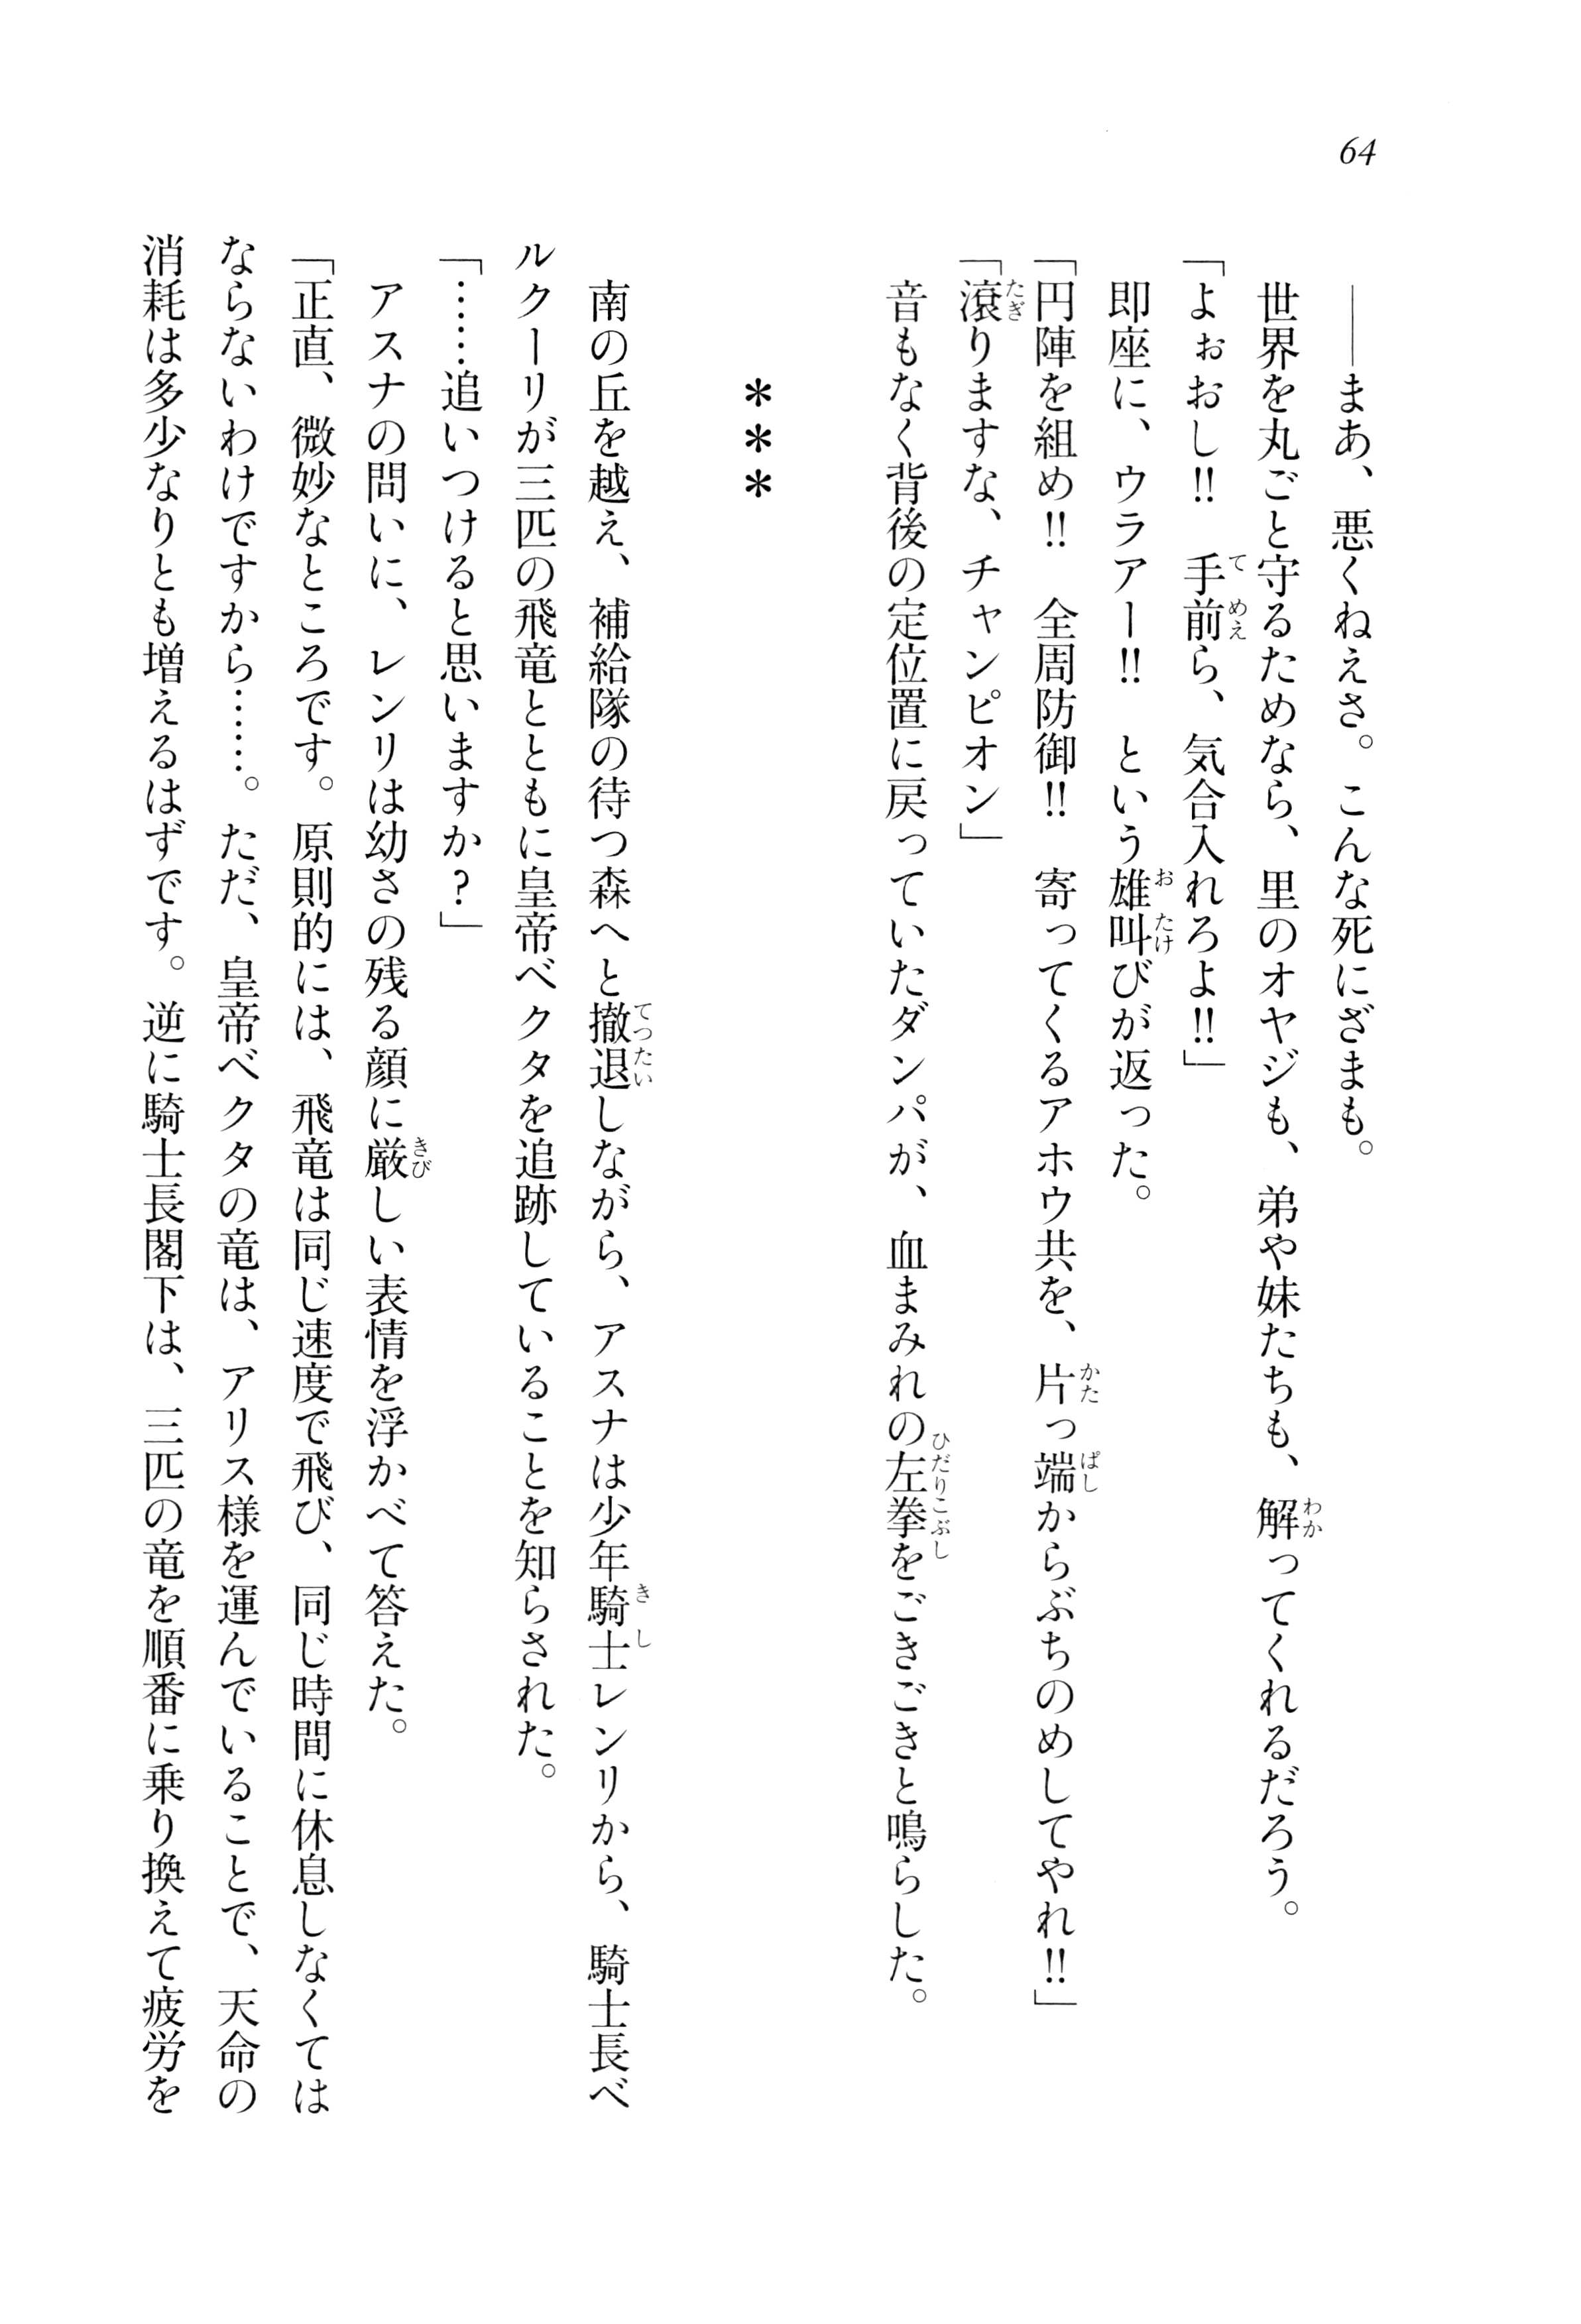 64
――まあ、悪くねえさ。こんな死にざまも。
世界を丸ごと守るためなら、里のオヤジも、弟や妹たちも、解ってくれるだろう。
「よぉおし‼　手前ら、気合入れろよ‼」
即座に、ウラアー‼　という雄叫びが返った。
「円陣を組め‼　全周防御‼　寄ってくるアホウ共を、片っ端からぶちのめしてやれ‼」
「滾りますな、チャンピオン」
音もなく背後の定位置に戻っていたダンパが、血まみれの左拳をごきごきと鳴らした。
＊＊＊
南の丘を越え、補給隊の待つ森へと撤退しながら、アスナは少年騎士レンリから、騎士長ベ
ルクーリが三匹の飛竜とともに皇帝ベクタを追跡していることを知らされた。
「……追いつけると思いますか？」
アスナの問いに、レンリは幼さの残る顔に厳しい表情を浮かべて答えた。
「正直、微妙なところです。原則的には、飛竜は同じ速度で飛び、同じ時間に休息しなくては
ならないわけですから……。ただ、皇帝ベクタの竜は、アリス様を運んでいることで、天命の
消耗は多少なりとも増えるはずです。逆に騎士長閣下は、三匹の竜を順番に乗り換えて疲労を